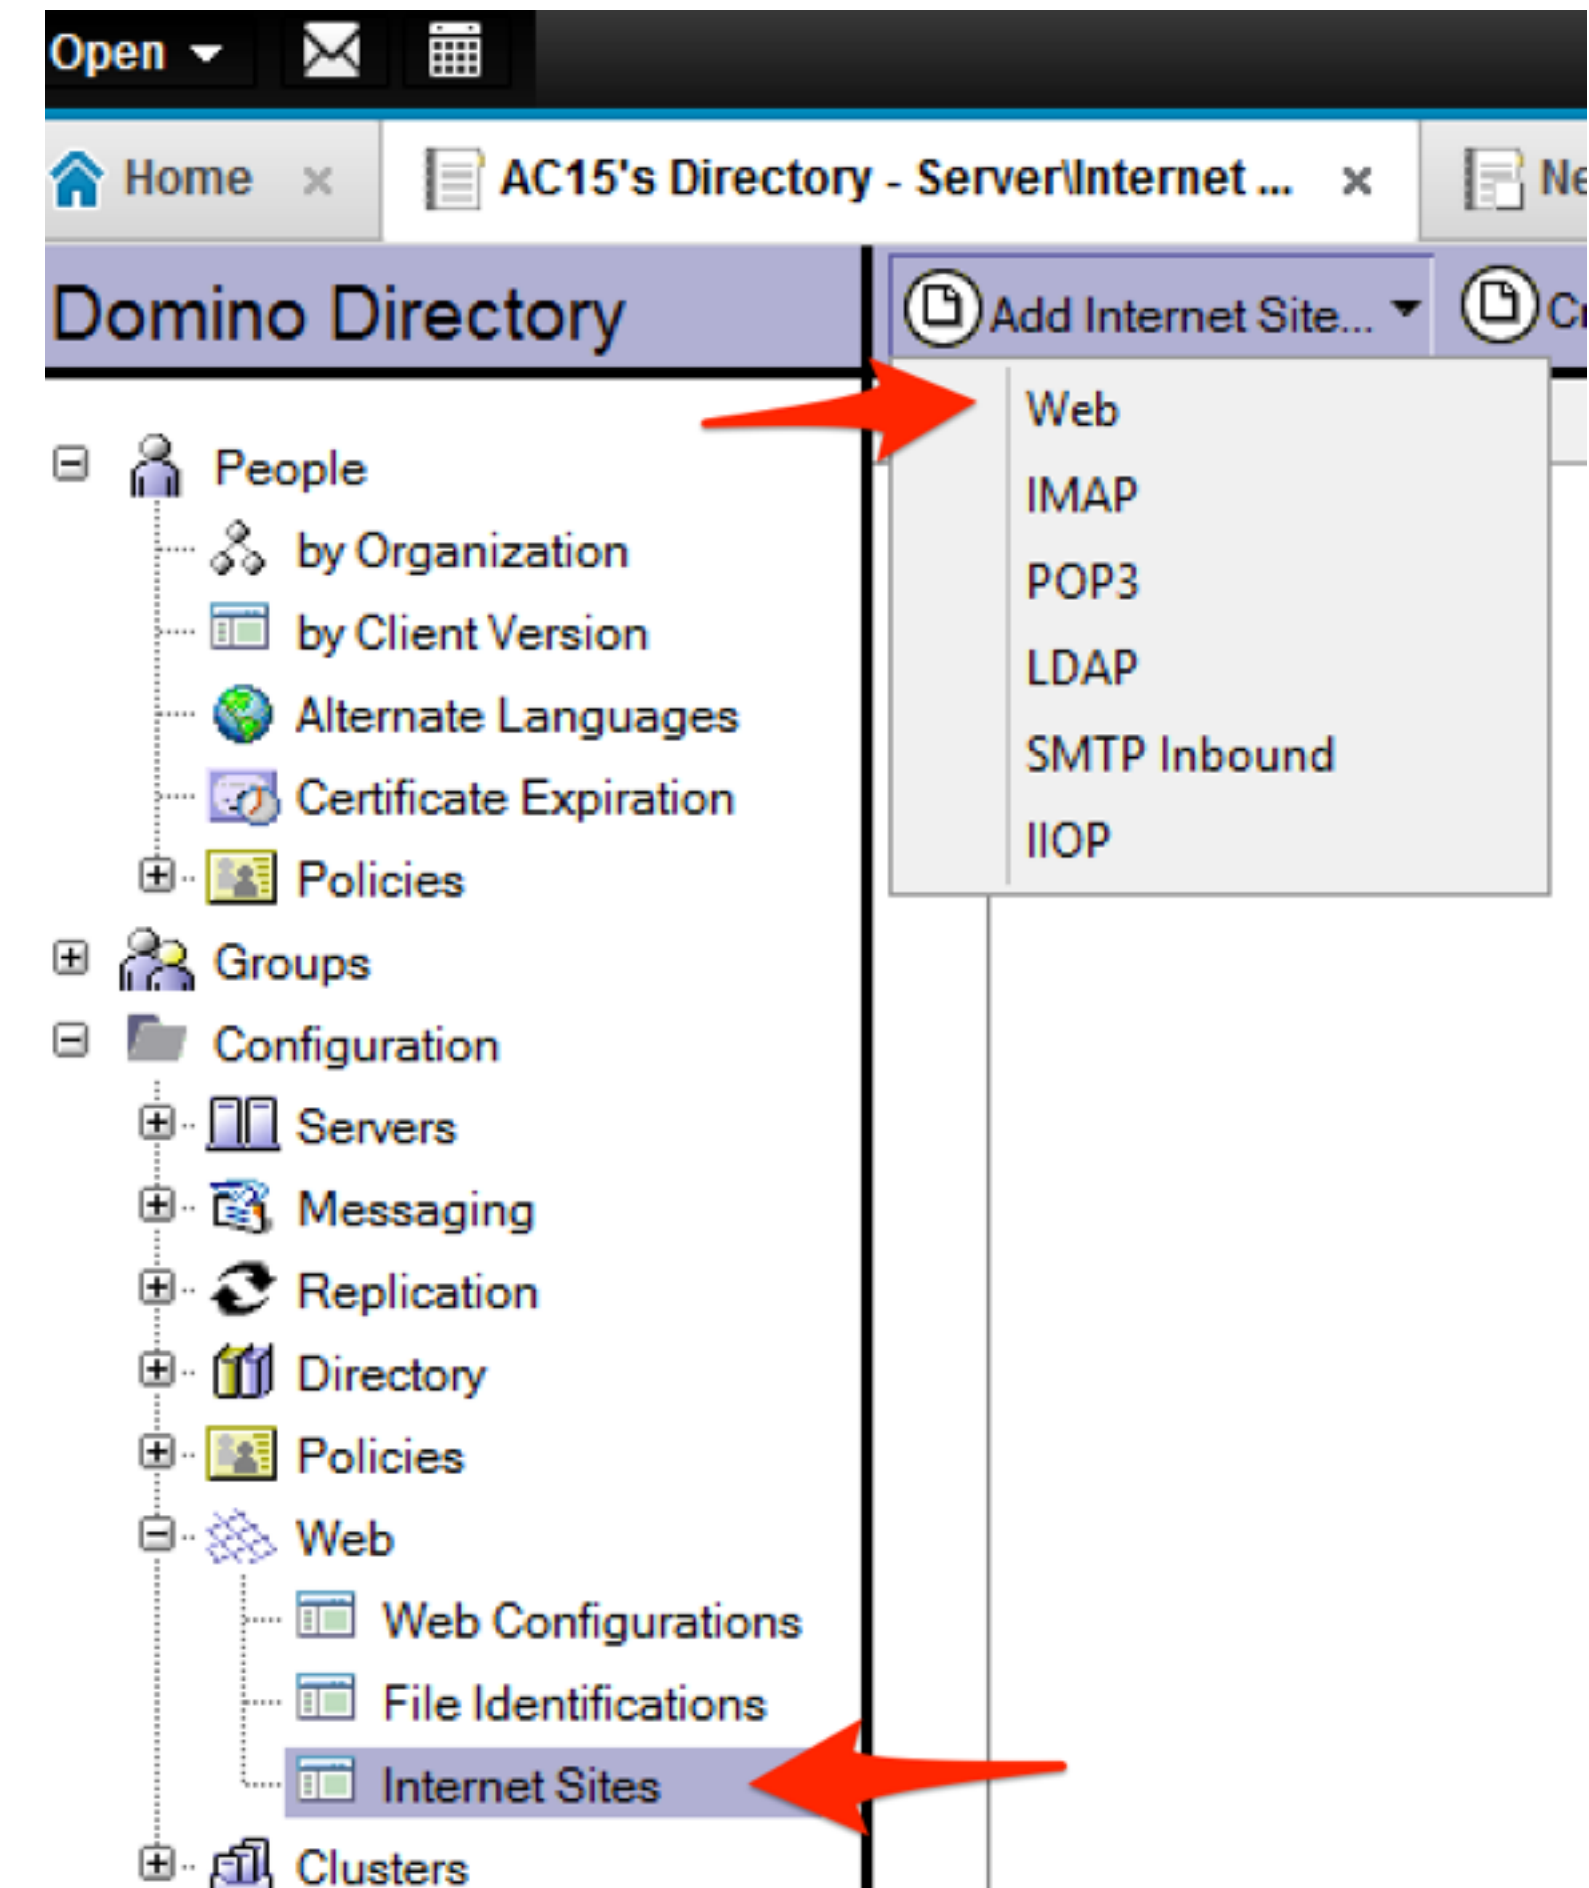 Open
Home
AC15's Directory - Server\Internet ...
Ne
Domino Directory
Add Internet Site...
Cr
Web
IMAP
POP3
LDAP
SMTP Inbound
IIOP
People
by Organization
by Client Version
Alternate Languages
Certificate Expiration
Policies
Groups
Configuration
Servers
Messaging
Replication
Directory
Policies
Web
Web Configurations
File Identifications
Internet Sites
Clusters